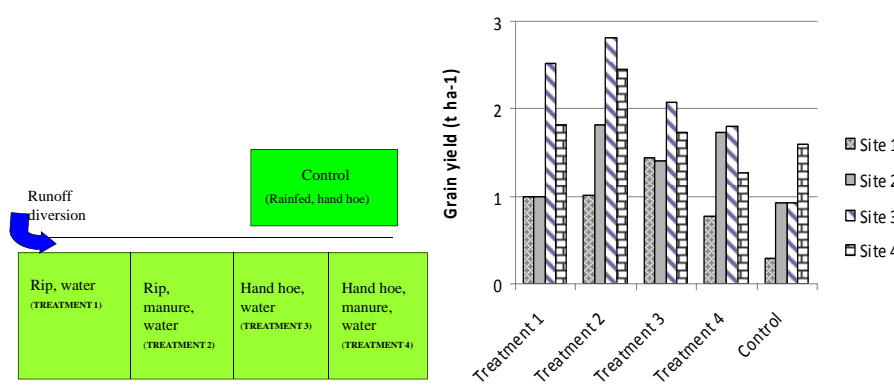 Control
(Rainfed, hand hoe)
Runoff
diversion
Rip, water
(TREATMENT 1)
Rip,
manure,
water
(TREATMENT 2)
Hand hoe,
water
(TREATMENT 3)
Hand hoe,
manure,
water
(TREATMENT 4)
Grain yield (t ha-1)
3
2
1
0
Treatment 1
Treatment 2
Treatment 3
Treatment 4
Control
Site 1
Site 2
Site 3
Site 4